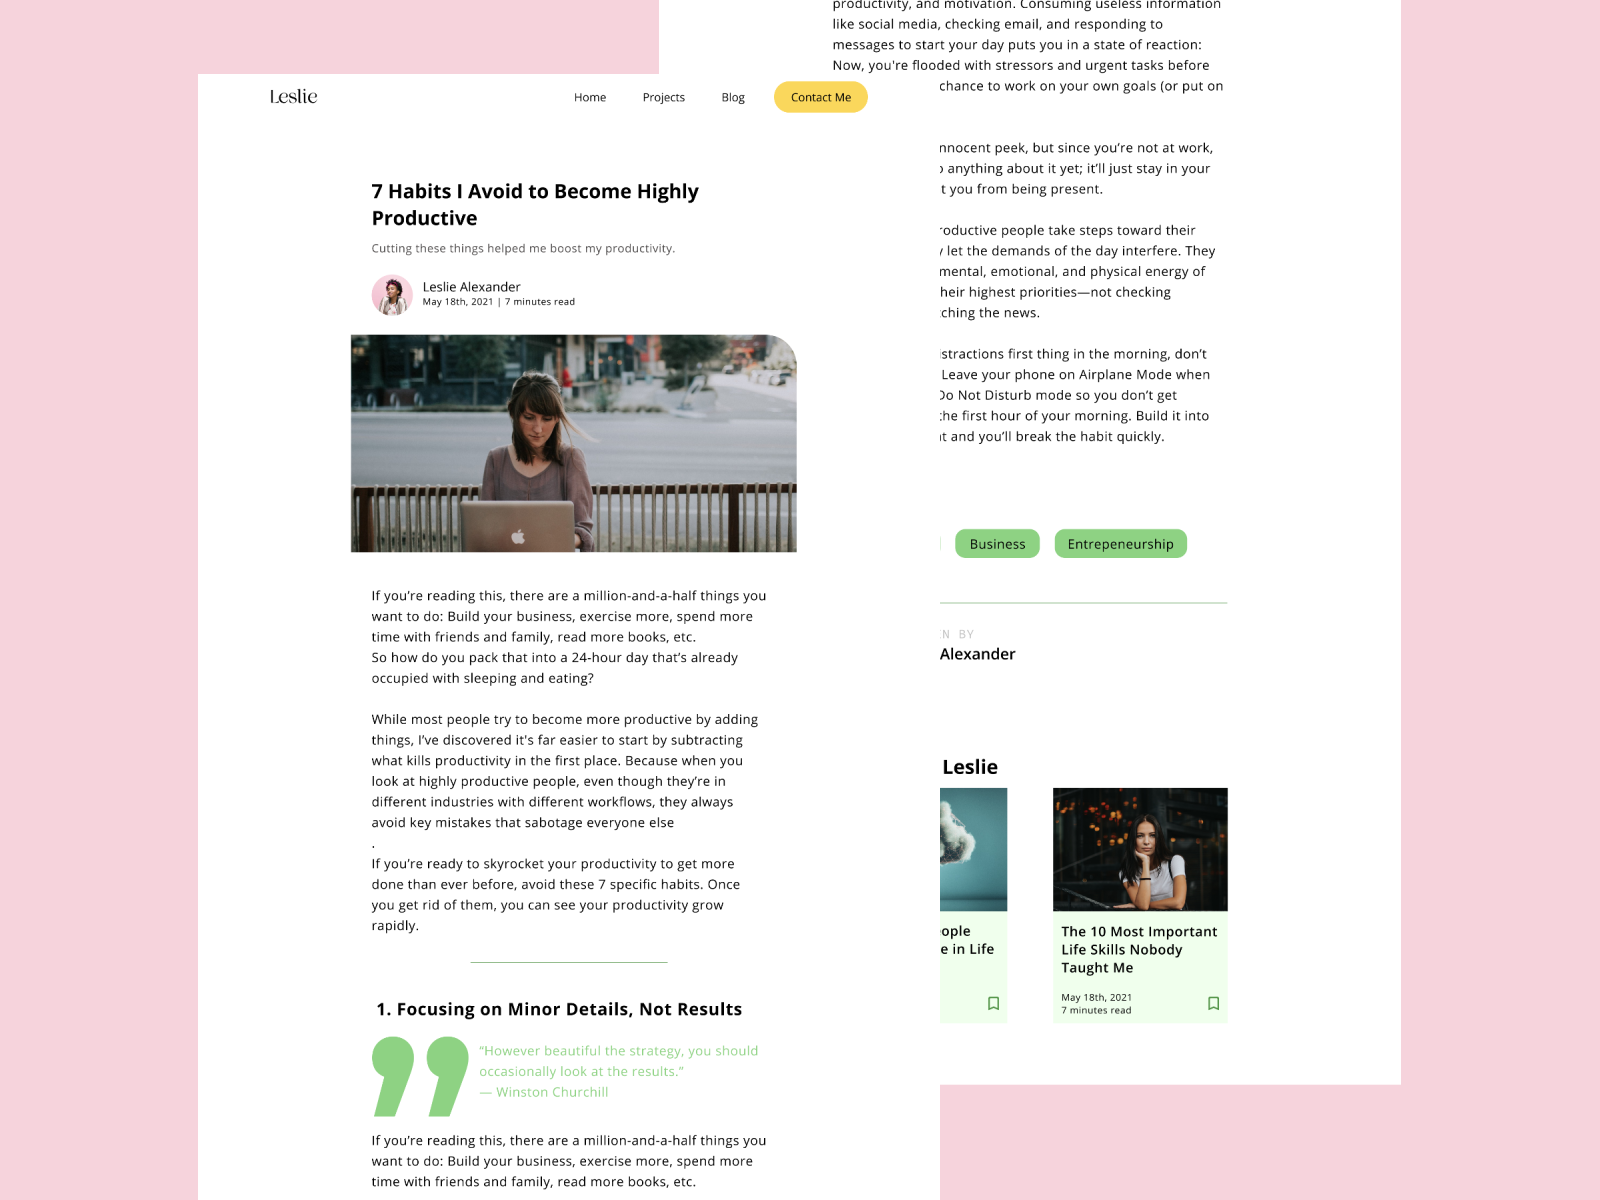 Leslie
Home
Projects
Blog
Contact Me
7 Habits I Avoid to Become Highly
Productive
Cutting these things helped me boost my productivity.
Leslie Alexander
May 18th, 2021 | 7 minutes read
If you’re reading this, there are a million-and-a-half things you
want to do: Build your business, exercise more, spend more
time with friends and family, read more books, etc.
So how do you pack that into a 24-hour day that’s already
occupied with sleeping and eating?
While most people try to become more productive by adding
things, I’ve discovered it's far easier to start by subtracting
what kills productivity in the first place. Because when you
look at highly productive people, even though they’re in
different industries with different workflows, they always
avoid key mistakes that sabotage everyone else
.
If you’re ready to skyrocket your productivity to get more
done than ever before, avoid these 7 specific habits. Once
you get rid of them, you can see your productivity grow
rapidly.
1. Focusing on Minor Details, Not Results
“However beautiful the strategy, you should
occasionally look at the results.”
— Winston Churchill
If you’re reading this, there are a million-and-a-half things you
want to do: Build your business, exercise more, spend more
time with friends and family, read more books, etc.
productivity, and motivation. Consuming useless information
like social media, checking email, and responding to
messages to start your day puts you in a state of reaction:
Now, you're flooded with stressors and urgent tasks before
chance to work on your own goals (or put on
nnocent peek, but since you’re not at work,
anything about it yet; it’ll just stay in your
t you from being present.
roductive people take steps toward their
let the demands of the day interfere. They
mental, emotional, and physical energy of
heir highest priorities—not checking
ching the news.
istractions first thing in the morning, don’t
Leave your phone on Airplane Mode when
Do Not Disturb mode so you don’t get
the first hour of your morning. Build it into
t and you’ll break the habit quickly.
Business
Entrepeneurship
N BY
Alexander
Leslie
ople
e in Life
The 10 Most Important
Life Skills Nobody
Taught Me
May 18th, 2021
7 minutes read